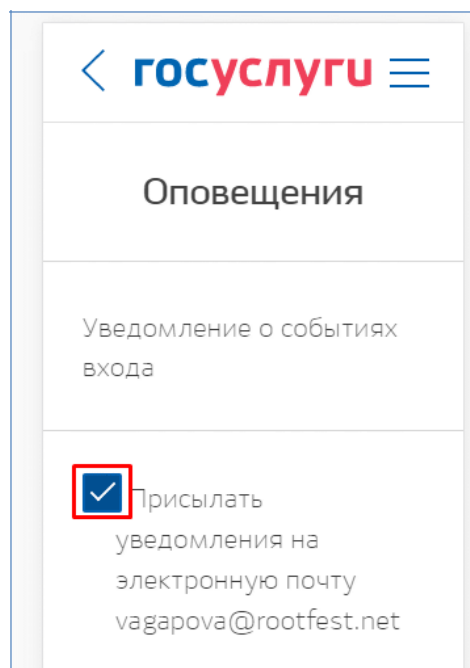 госуслуги
Оповещения
Уведомление о событиях
входа
Присылать
уведомления на
электронную почту
vagapova@rootfest.net